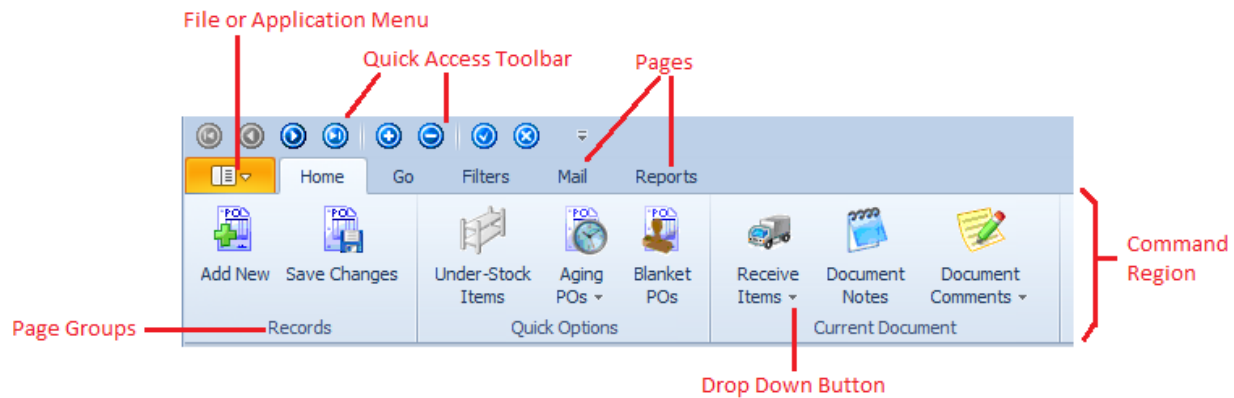 File or Application Menu
Quick Access Toolbar
Pages
Home Go Filters Mail Reports
Add New Save Changes Under-Stock Items Aging POs Blanket POs Receive Items Document Notes Document Comments
Command Region
Page Groups
Records Quick Options Current Document
Drop Down Button